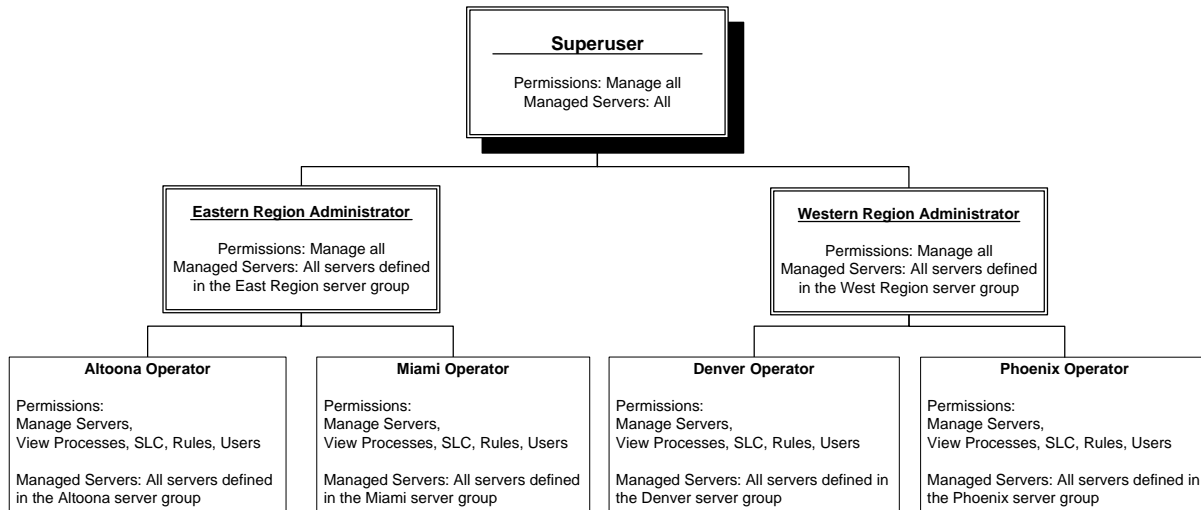 Superuser
Permissions: Manage all
Managed Servers: All
Eastern Region Administrator
Permissions: Manage all
Managed Servers: All servers defined
in the East Region server group
Western Region Administrator
Permissions: Manage all
Managed Servers: All servers defined
in the West Region server group
Altoona Operator
Permissions:
Manage Servers,
View Processes, SLC, Rules, Users
Managed Servers: All servers defined
in the Altoona server group
Miami Operator
Permissions:
Manage Servers,
View Processes, SLC, Rules, Users
Managed Servers: All servers defined
in the Miami server group
Denver Operator
Permissions:
Manage Servers,
View Processes, SLC, Rules, Users
Managed Servers: All servers defined in
the Denver server group
Phoenix Operator
Permissions:
Manage Servers,
View Processes, SLC, Rules, Users
Managed Servers: All servers defined in
the Phoenix server group